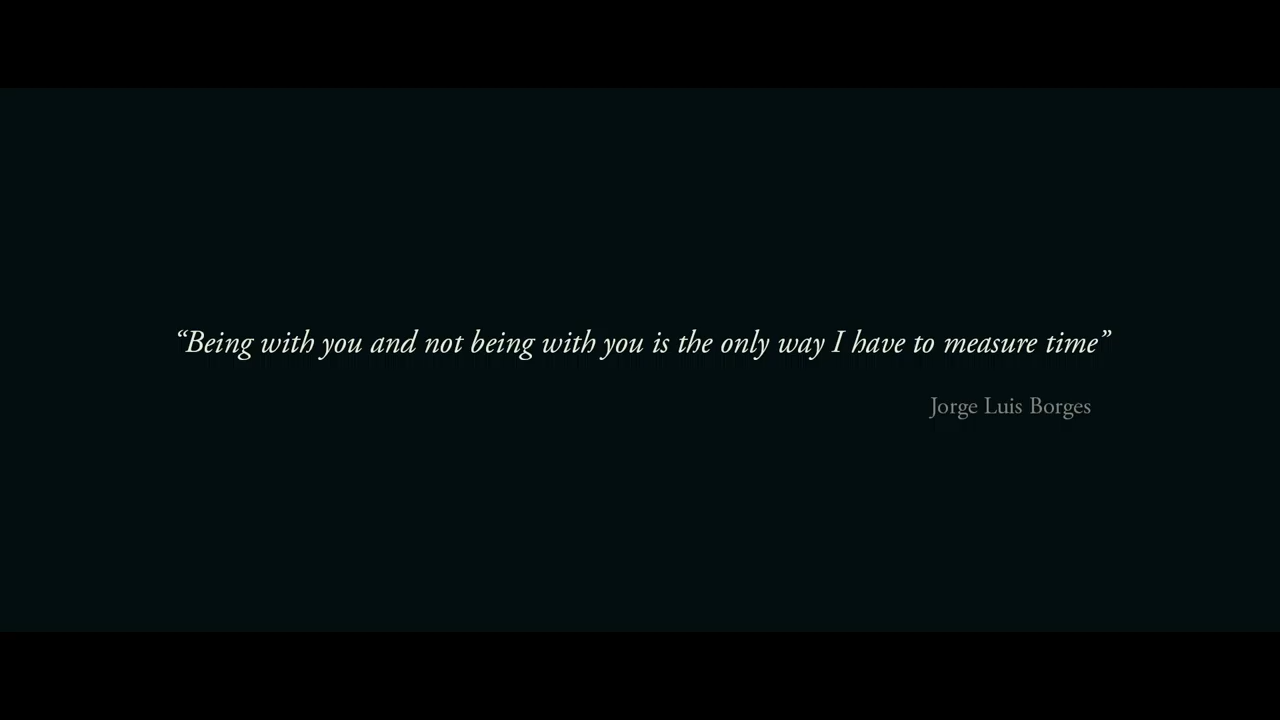 “Being with you and not being with you is the only way I have to measure time”
Jorge Luis Borges